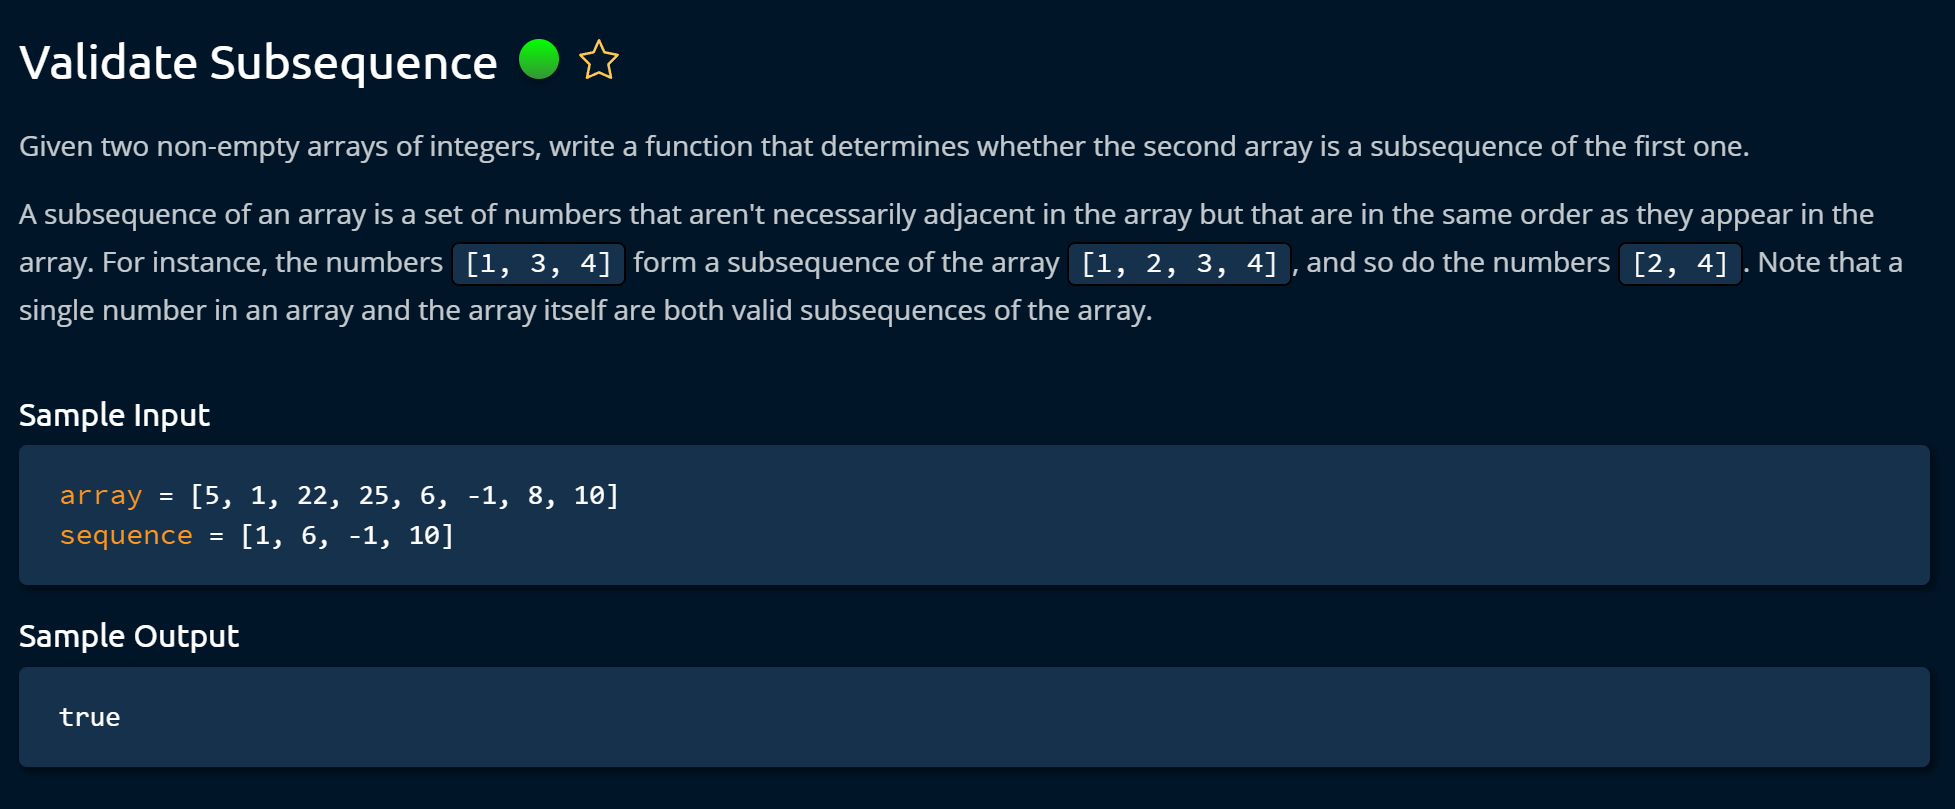 Validate Subsequence
Given two non-empty arrays of integers, write a function that determines whether the second array is a subsequence of the first one.
A subsequence of an array is a set of numbers that aren't necessarily adjacent in the array but that are in the same order as they appear in the
array. For instance, the numbers [1, 3, 4] form a subsequence of the array [1, 2, 3, 4], and so do the numbers [2, 4]. Note that a
single number in an array and the array itself are both valid subsequences of the array.
Sample Input
array = [5, 1, 22, 25, 6, -1, 8, 10]
sequence = [1, 6, -1, 10]
Sample Output
true